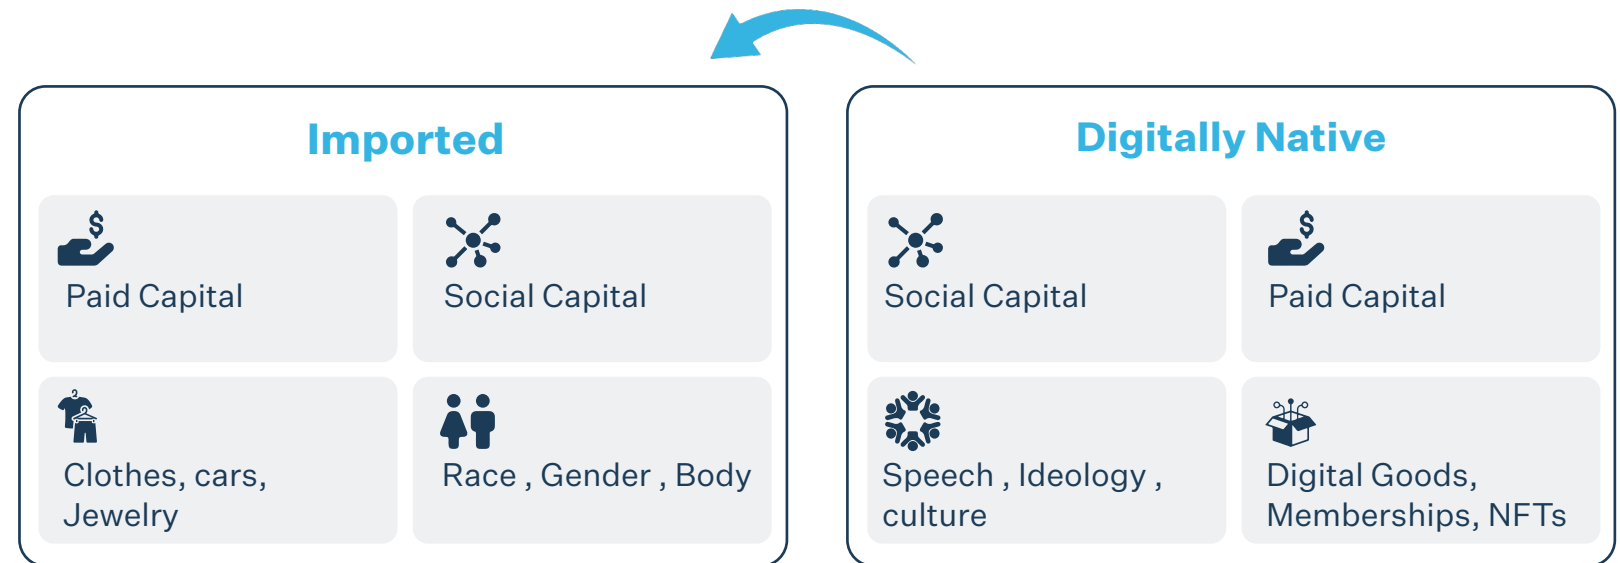 Imported
Paid Capital
Social Capital
Clothes, cars,
Jewelry
Race , Gender , Body
Digitally Native
Social Capital
Paid Capital
Speech , Ideology ,
culture
Digital Goods,
Memberships, NFTs